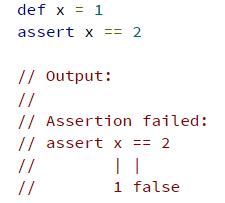 def x = 1
assert x == 2

// Output:
//
// Assertion failed:
// assert x == 2
//        | |
//        1 false